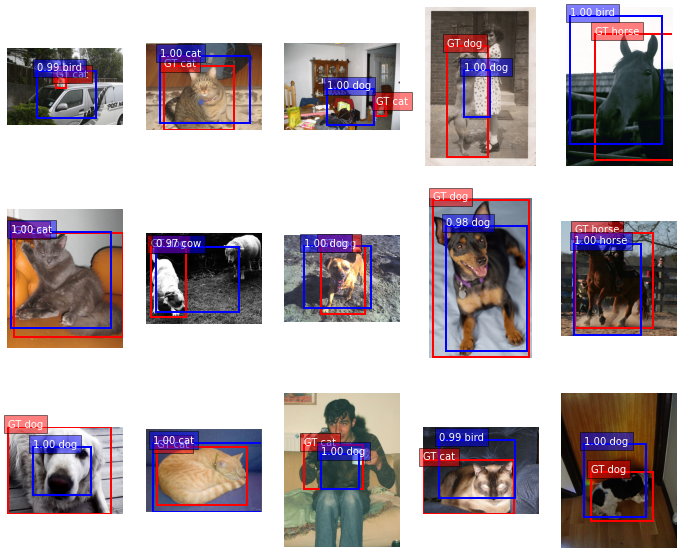 0.99 bird
GT cat
POST
1.00 cat
GT cat
1.00 dog
GT cat
GT dog
1.00 dog
1.00 bird
GT horse
1.00 cat
0.97 cow
1.00 dog
GT dog
0.98 dog
GT horse
1.00 horse
GT dog
1.00 dog
1.00 cat
GT cat
GT cat
1.00 dog
0.99 bird
GT cat
1.00 dog
GT dog